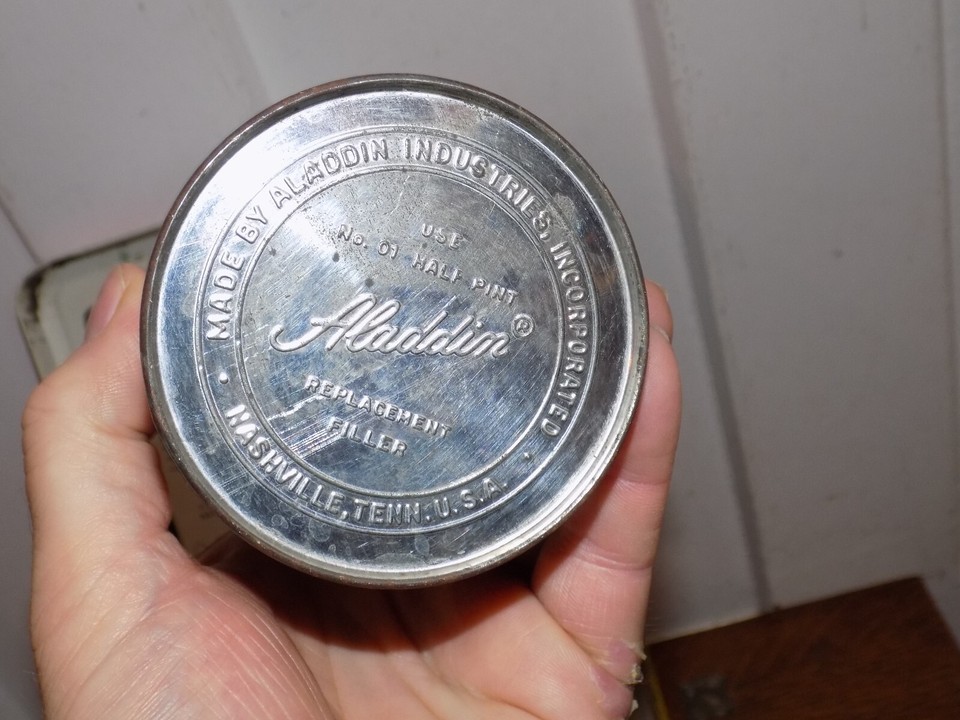 MADE BY ALADDIN INDUSTRIES, INCORPORATED
USE
No. 01 HALF PINT
Aladdin®
REPLACEMENT
FILLER
• NASHVILLE, TENN. U.S.A. •